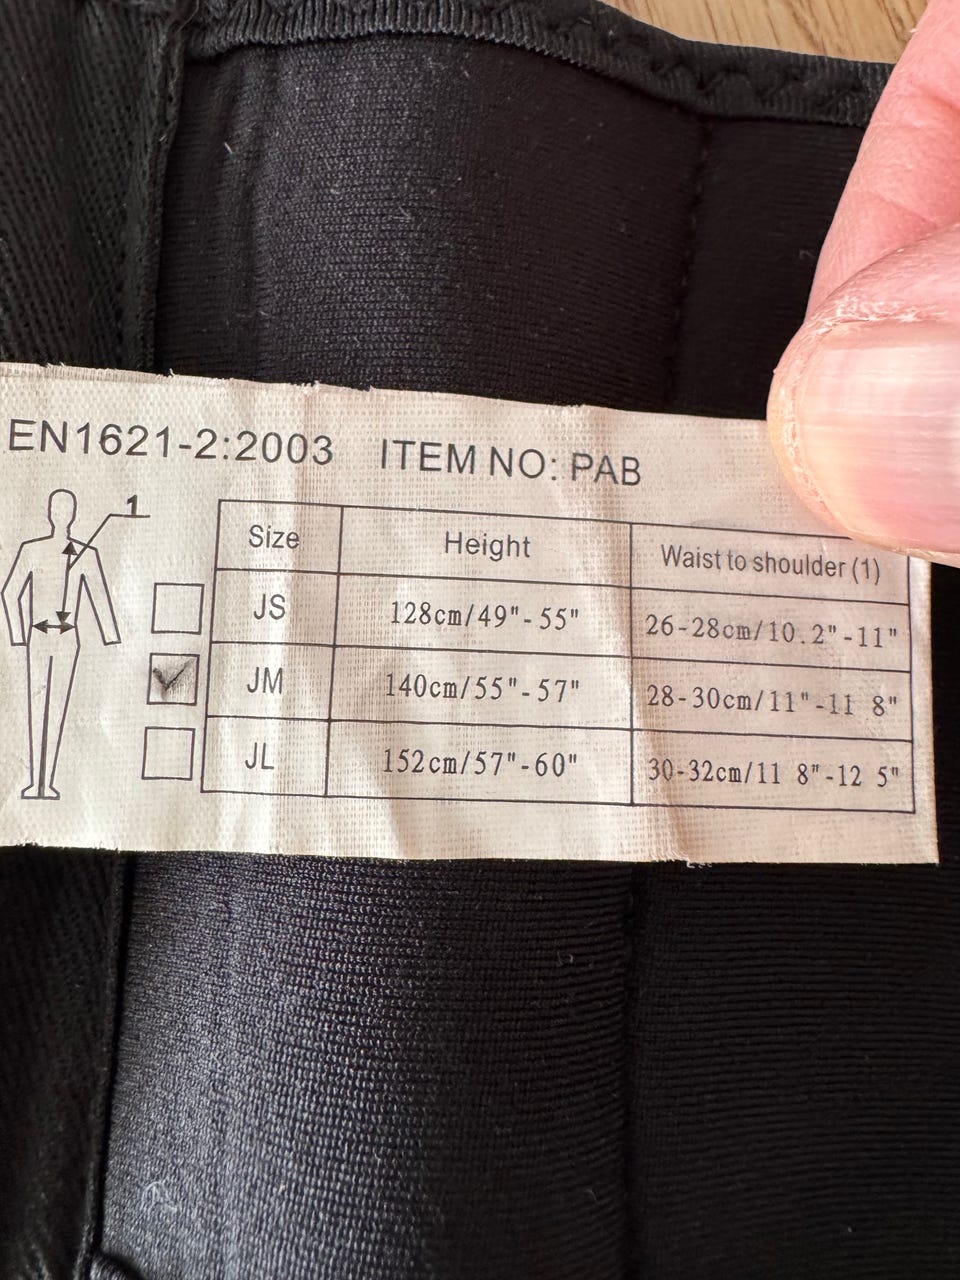 EN1621-2:2003 ITEM NO: PAB
1
Size Height Waist to shoulder (1)
JS 128cm/49"-55" 26-28cm/10.2"-11"
JM 140cm/55"-57" 28-30cm/11"-11 8"
JL 152cm/57"-60" 30-32cm/11 8"-12 5"